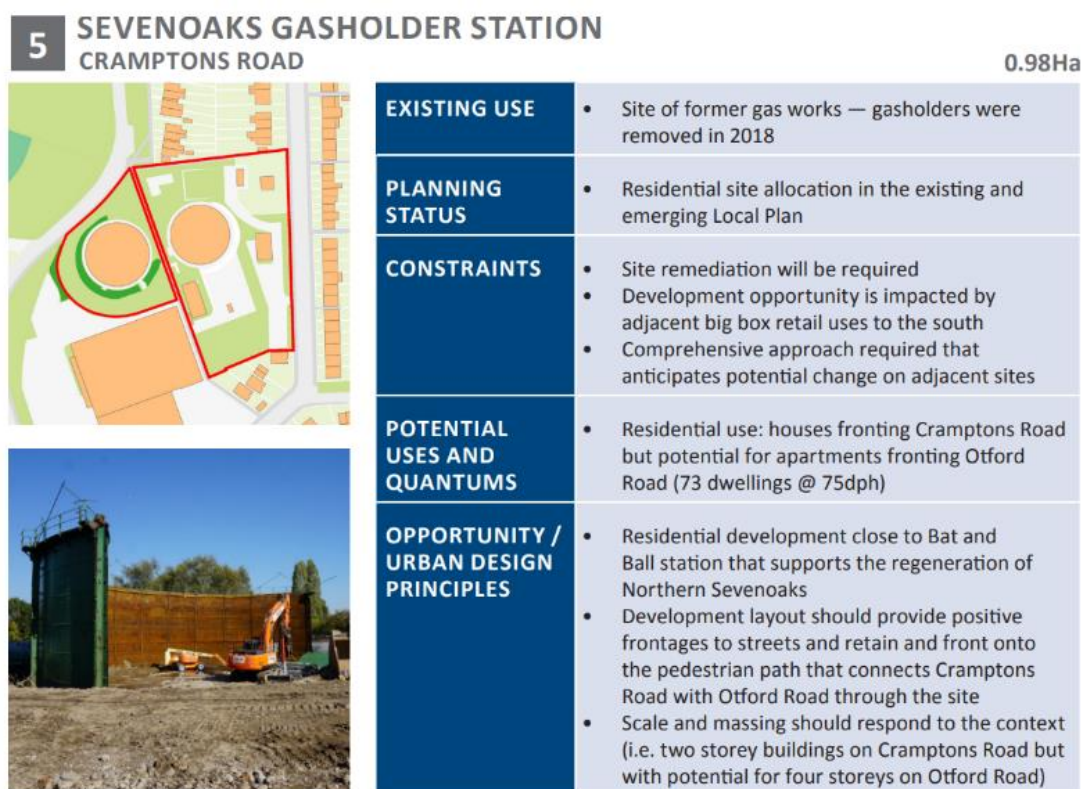 5
SEVENOAKS GASHOLDER STATION
CRAMPTONS ROAD
0.98Ha
EXISTING USE
• Site of former gas works — gasholders were
removed in 2018
PLANNING
STATUS
• Residential site allocation in the existing and
emerging Local Plan
CONSTRAINTS
• Site remediation will be required
• Development opportunity is impacted by
adjacent big box retail uses to the south
• Comprehensive approach required that
anticipates potential change on adjacent sites
POTENTIAL
USES AND
QUANTUMS
• Residential use: houses fronting Cramptons Road
but potential for apartments fronting Otford
Road (73 dwellings @ 75dph)
OPPORTUNITY /
URBAN DESIGN
PRINCIPLES
• Residential development close to Bat and
Ball station that supports the regeneration of
Northern Sevenoaks
• Development layout should provide positive
frontages to streets and retain and front onto
the pedestrian path that connects Cramptons
Road with Otford Road through the site
• Scale and massing should respond to the context
(i.e. two storey buildings on Cramptons Road but
with potential for four storeys on Otford Road)